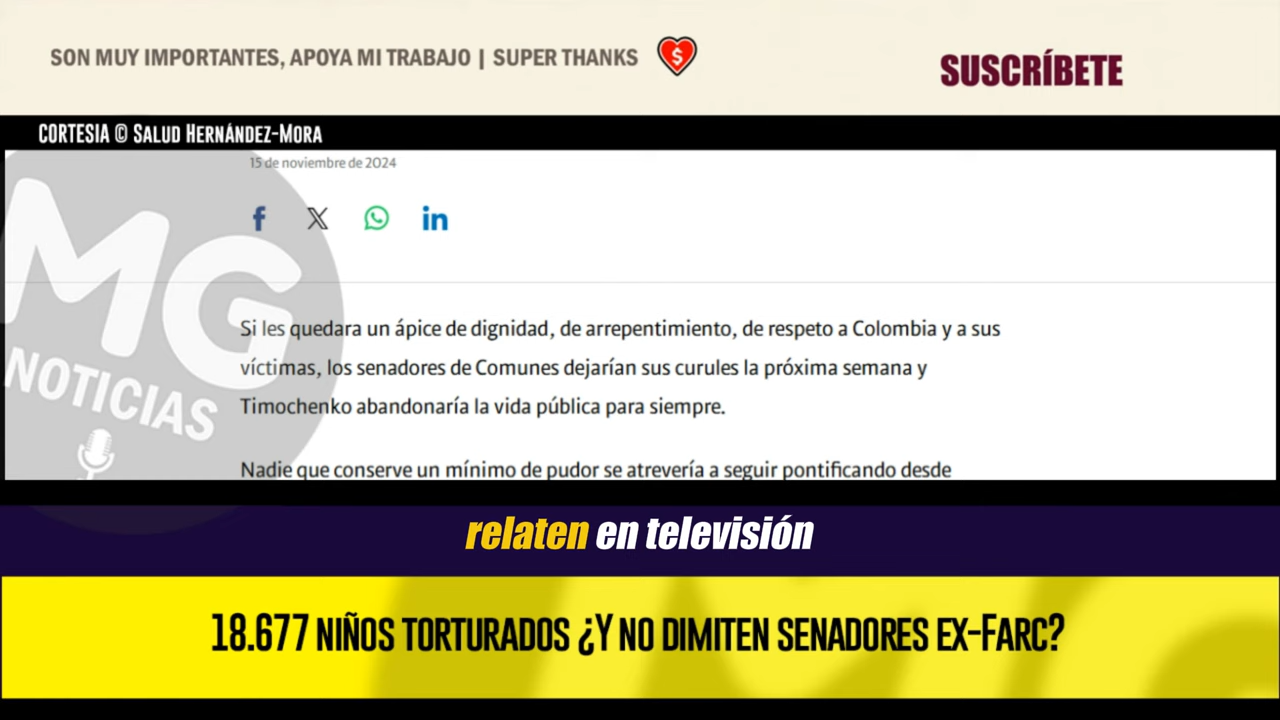 SON MUY IMPORTANTES, APOYA MI TRABAJO | SUPER THANKS
SUSCRÍBETE
CORTESIA © SALUD HERNÁNDEZ-MORA
15 de noviembre de 2024
MG
NOTICIAS
Si les quedara un ápice de dignidad, de arrepentimiento, de respeto a Colombia y a sus
víctimas, los senadores de Comunes dejarían sus curules la próxima semana y
Timochenko abandonaría la vida pública para siempre.
Nadie que conserve un mínimo de pudor se atrevería a seguir pontificando desde
relaten en televisión
18.677 NIÑOS TORTURADOS ¿Y NO DIMITEN SENADORES EX-FARC?